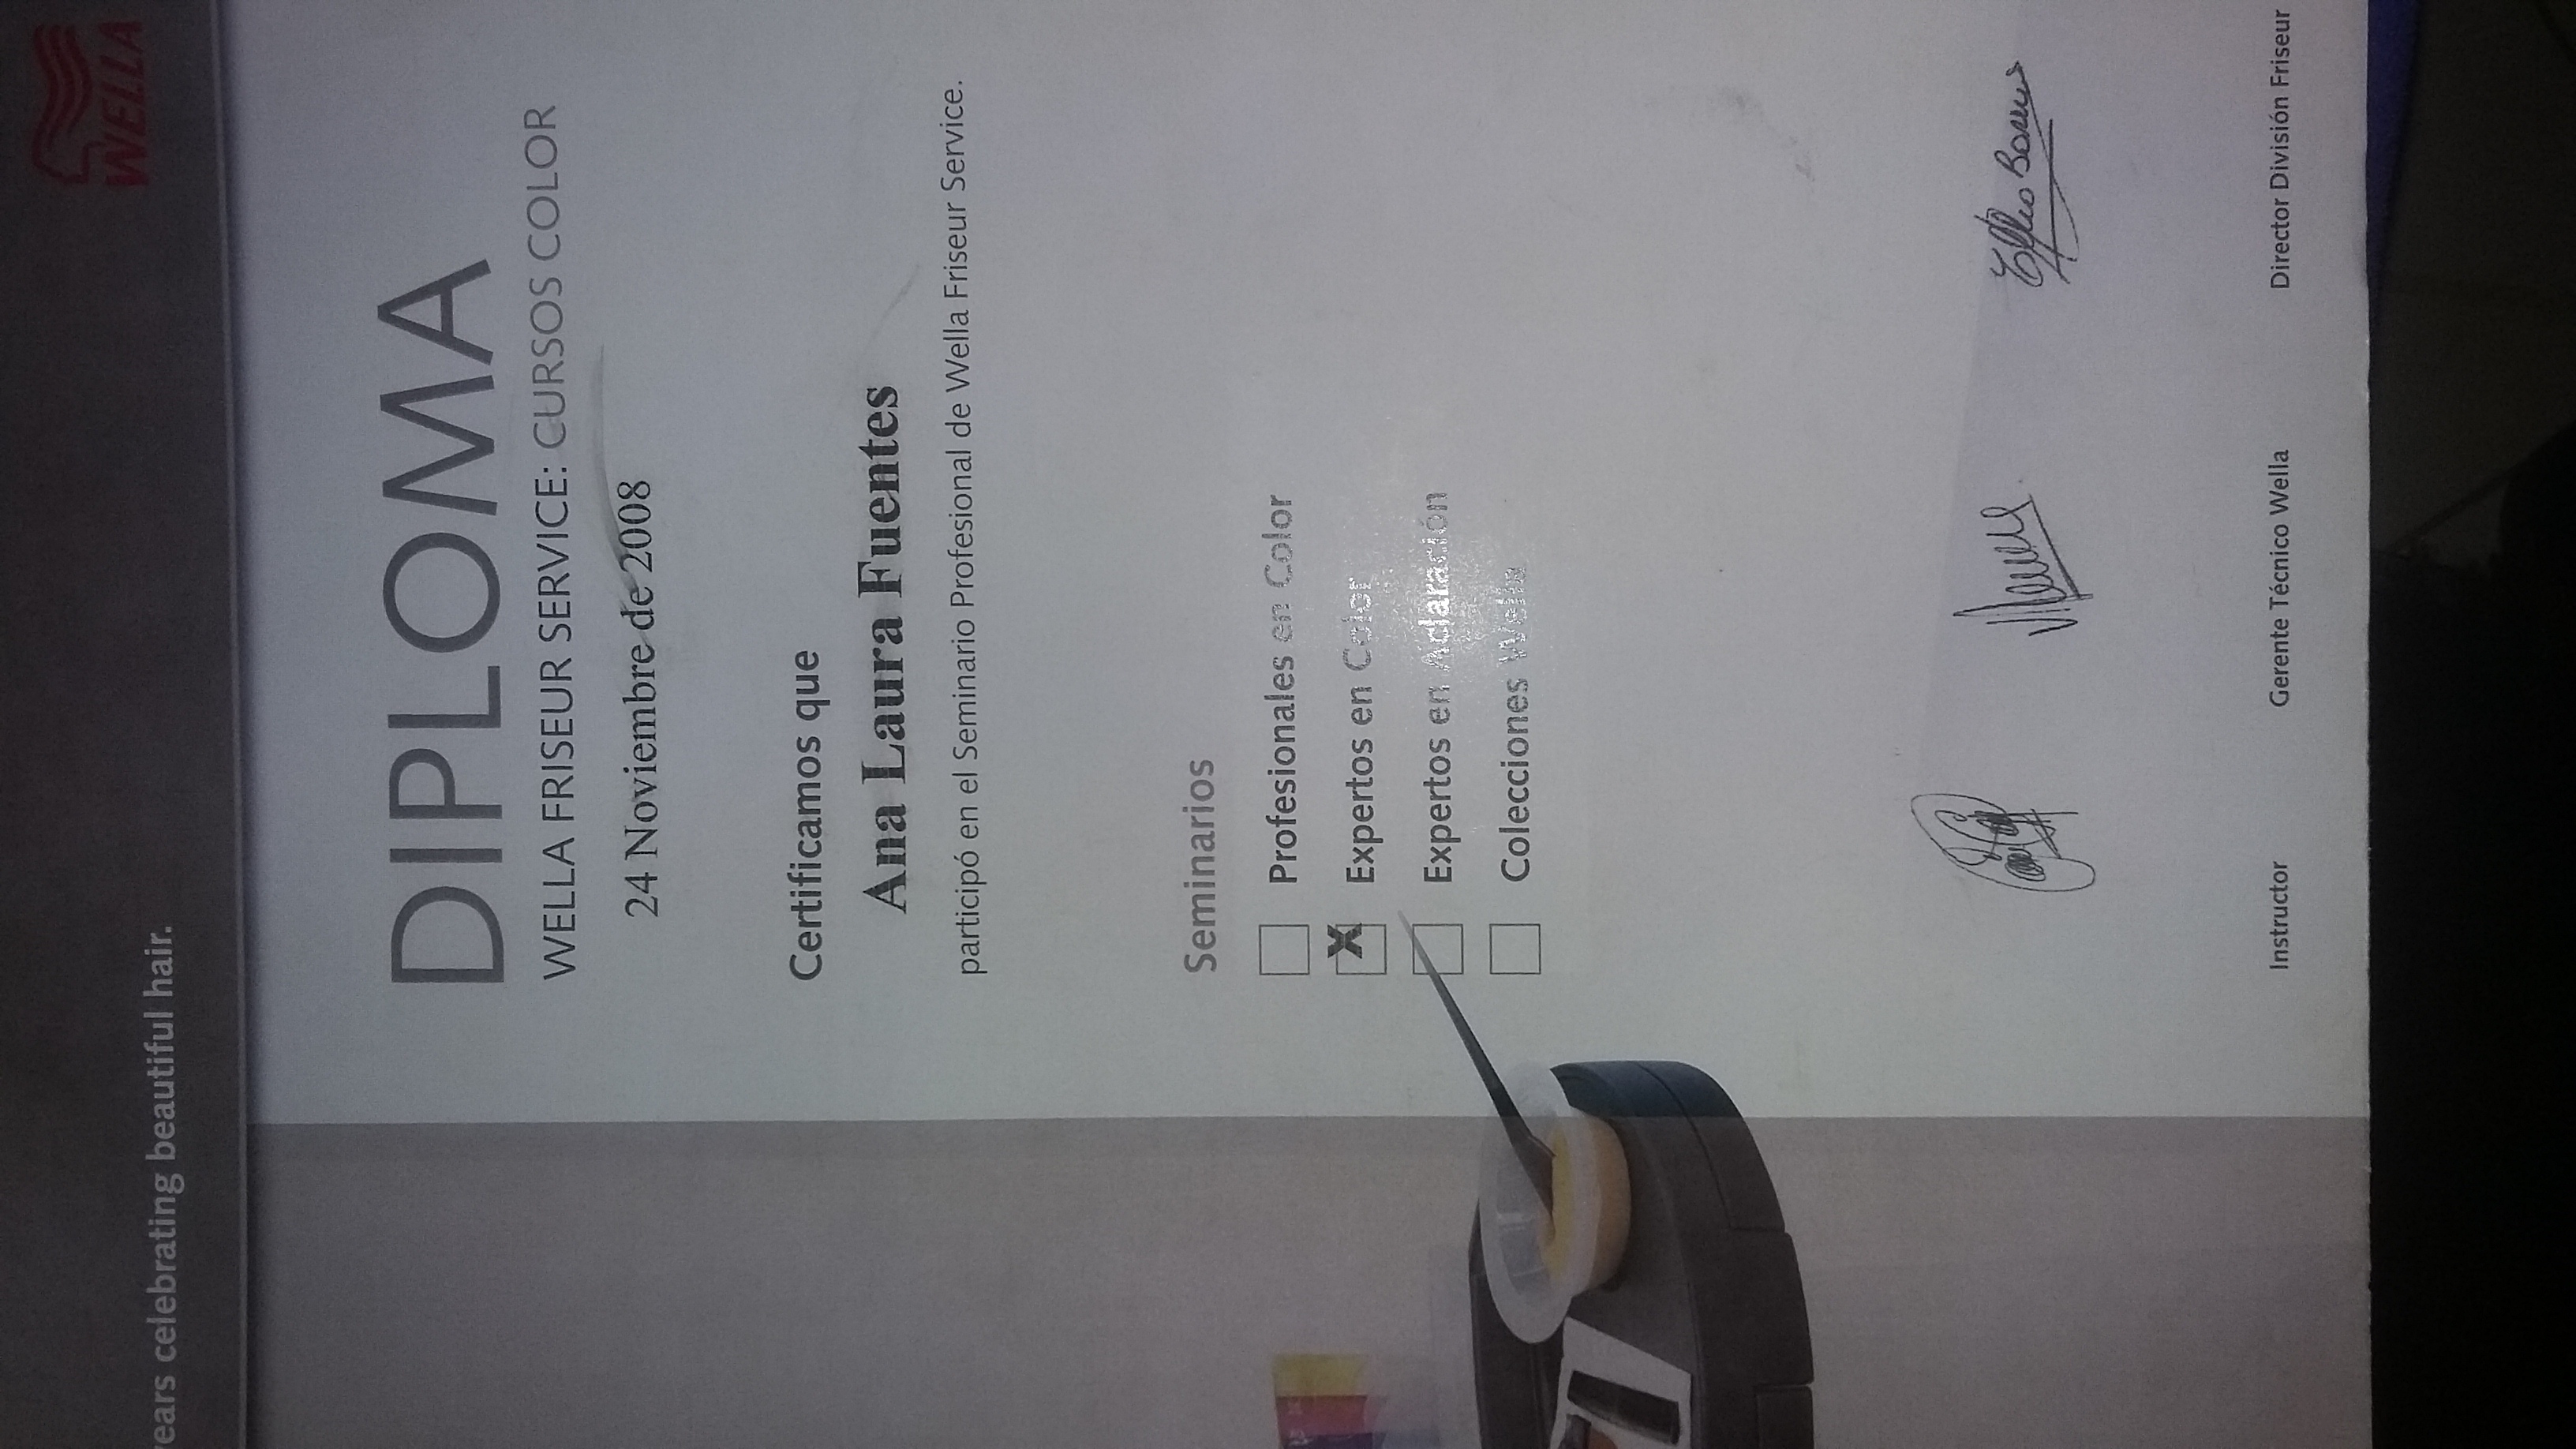 years celebrating beautiful hair.
WELLA
DIPLOMA
WELLA FRISEUR SERVICE: CURSOS COLOR
24 Noviembre de 2008
Certificamos que
Ana Laura Fuentes
participó en el Seminario Profesional de Wella Friseur Service.
Seminarios
Profesionales en Color
X Expertos en Color
Expertos en Aclaración
Colecciones Wella
Instructor
Gerente Técnico Wella
Director División Friseur